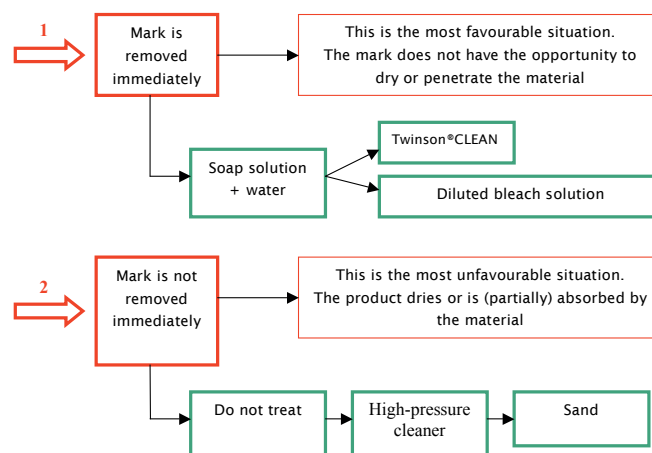 1
Mark is
removed
immediately
This is the most favourable situation.
The mark does not have the opportunity to
dry or penetrate the material
Soap solution
+ water
Twinson®CLEAN
Diluted bleach solution
2
Mark is not
removed
immediately
This is the most unfavourable situation.
The product dries or is (partially) absorbed by
the material
Do not treat
High-pressure
cleaner
Sand